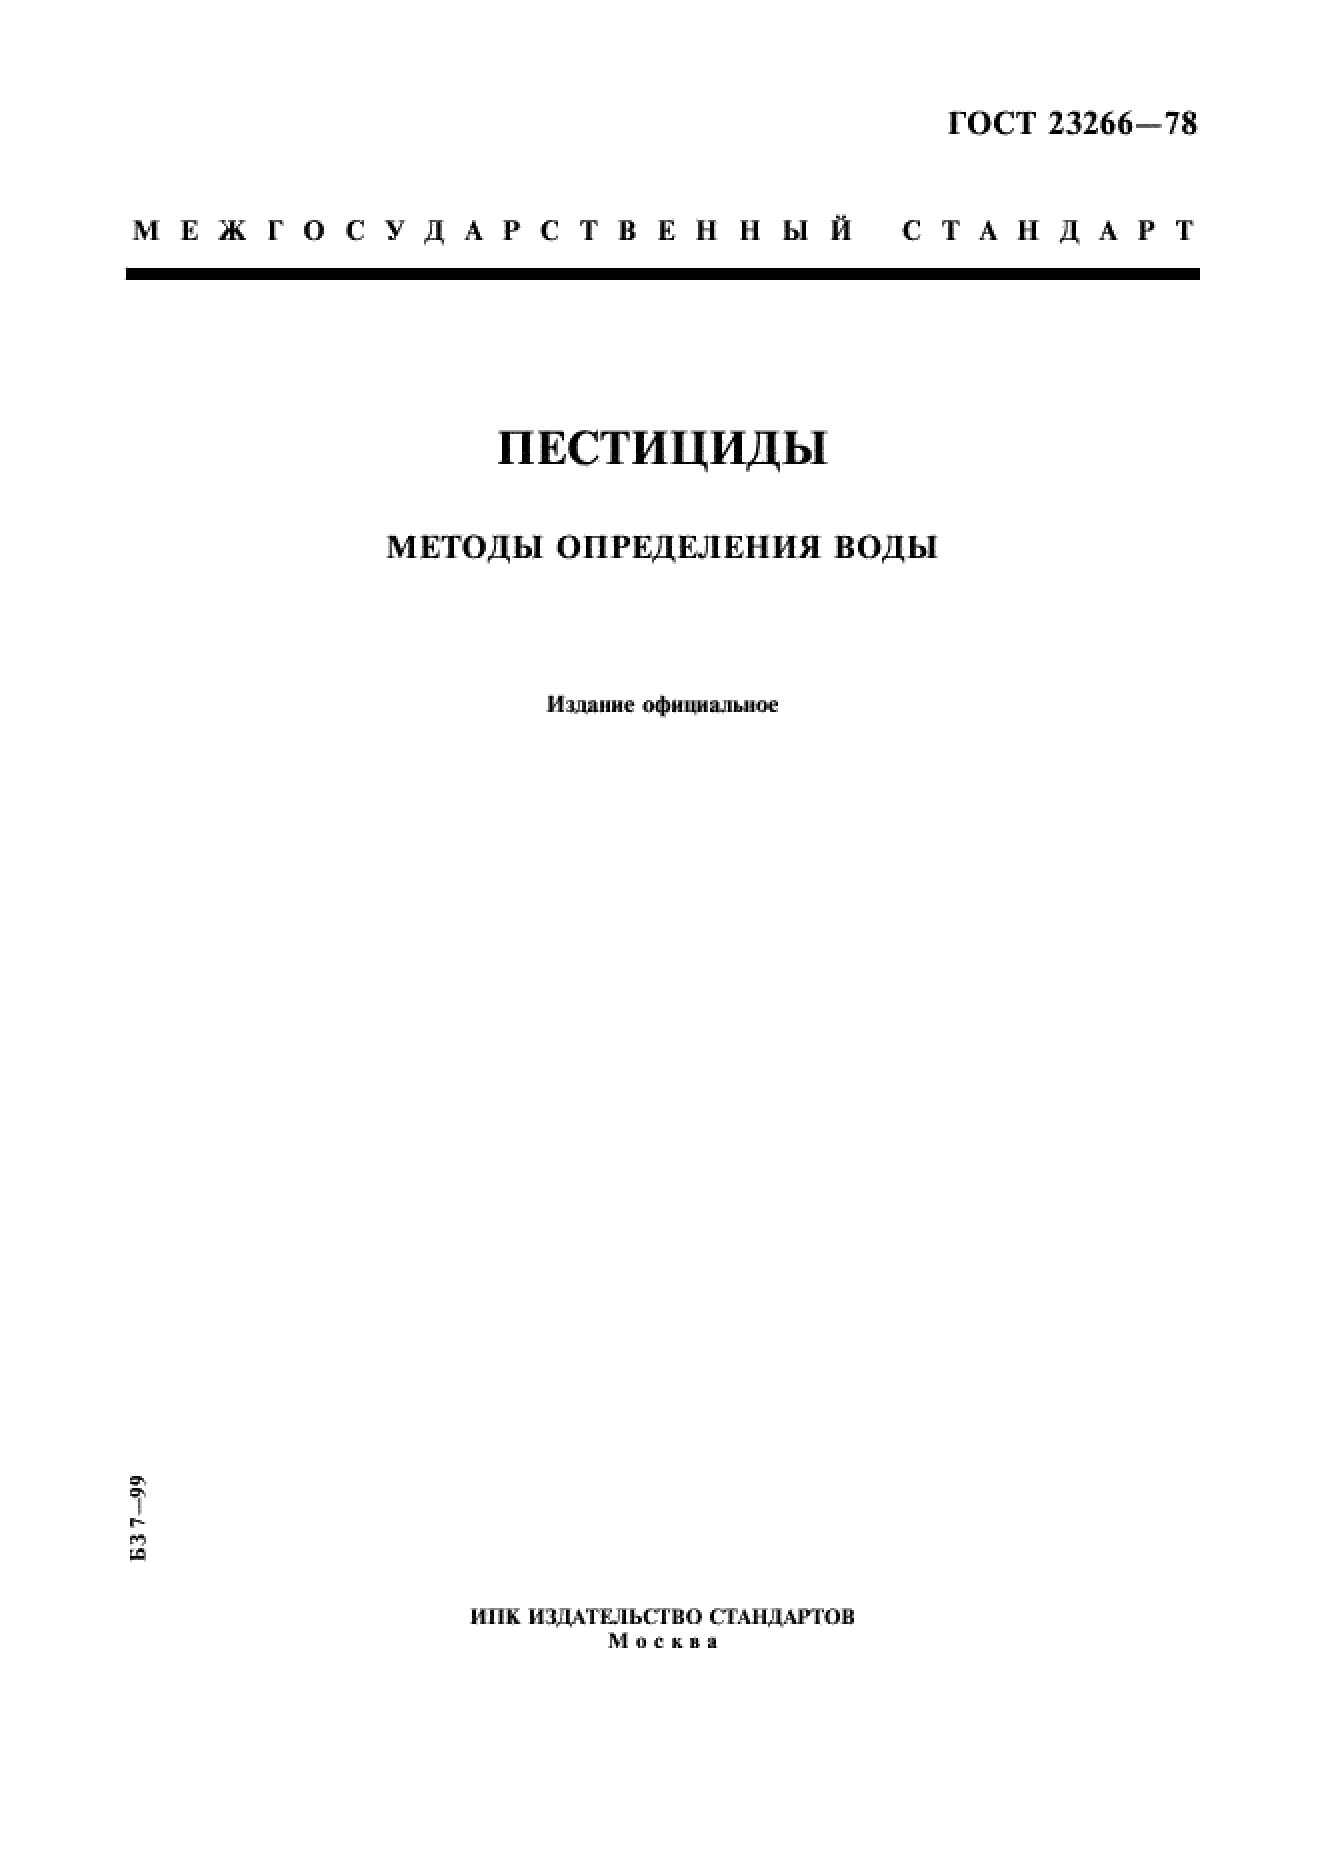 ГОСТ 23266—78
МЕЖГОСУДАРСТВЕННЫЙ СТАНДАРТ
ПЕСТИЦИДЫ
МЕТОДЫ ОПРЕДЕЛЕНИЯ ВОДЫ
Издание официальное
БЗ 7—99
ИПК ИЗДАТЕЛЬСТВО СТАНДАРТОВ
Москва